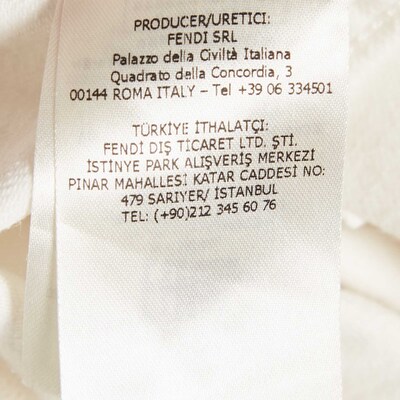 PRODUCER/URETICI:
FENDI SRL
Palazzo della Civiltà Italiana
Quadrato della Concordia, 3
00144 ROMA ITALY – Tel +39 06 334501
TÜRKİYE İTHALATÇI:
FENDİ DIŞ TİCARET LTD. ŞTİ.
İSTİNYE PARK ALIŞVERİŞ MERKEZİ
PINAR MAHALLESİ KATAR CADDESİ NO:
479 SARIYER/ İSTANBUL
TEL: (+90)212 345 60 76